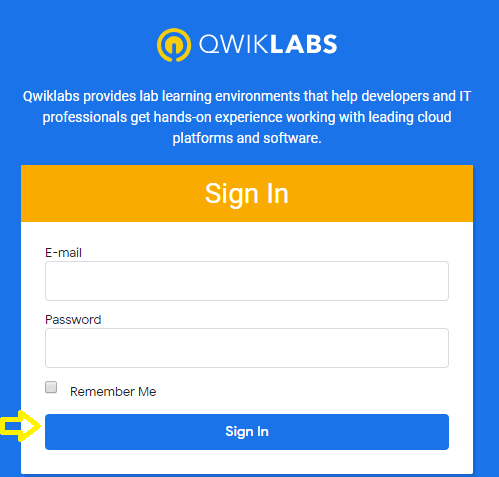 QWIKLABS
Qwiklabs provides lab learning environments that help developers and IT
professionals get hands-on experience working with leading cloud
platforms and software.
Sign In
E-mail
Password
Remember Me
Sign In